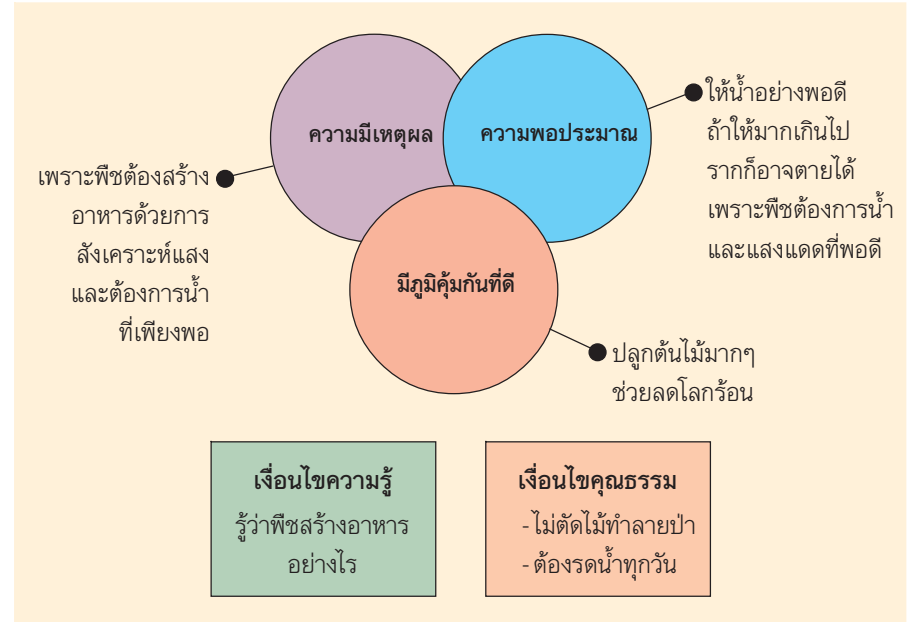 ความมีเหตุผล
ความพอประมาณ
มีภูมิคุ้มกันที่ดี
เพราะพืชต้องสร้าง
อาหารด้วยการ
สังเคราะห์แสง
และต้องการน้ำ
ที่เพียงพอ
ให้น้ำอย่างพอดี
ถ้าให้มากเกินไป
รากก็อาจตายได้
เพราะพืชต้องการน้ำ
และแสงแดดที่พอดี
ปลูกต้นไม้มากๆ
ช่วยลดโลกร้อน
เงื่อนไขความรู้
รู้ว่าพืชสร้างอาหาร
อย่างไร
เงื่อนไขคุณธรรม
- ไม่ตัดไม้ทำลายป่า
- ต้องรดน้ำทุกวัน